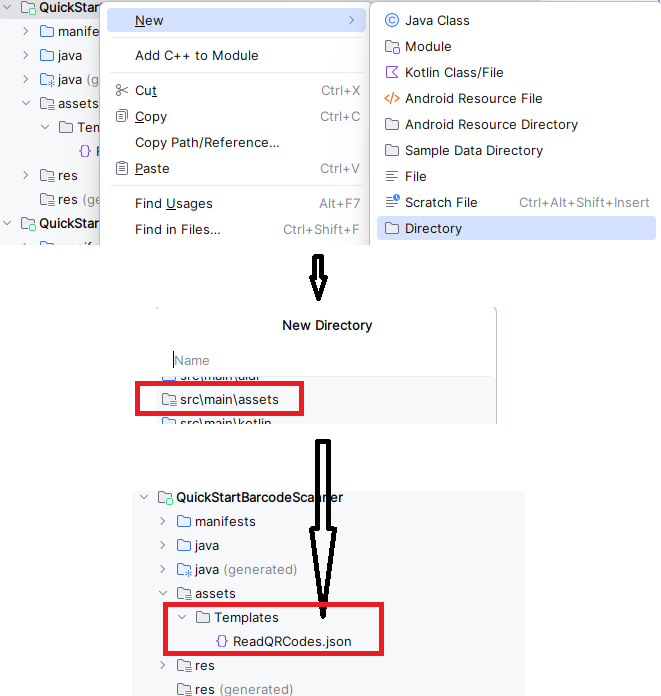 QuickStar
manife
java
java (g
assets
Ten
res
res (ge
QuickStar
New
Add C++ to Module
Cut Ctrl+X
Copy Ctrl+C
Copy Path/Reference...
Paste Ctrl+V
Find Usages Alt+F7
Find in Files... Ctrl+Shift+F
Java Class
Module
Kotlin Class/File
Android Resource File
Android Resource Directory
Sample Data Directory
File
Scratch File Ctrl+Alt+Shift+Insert
Directory
New Directory
Name
src\main\aidl
src\main\assets
src\main\kotlin
QuickStartBarcodeScanner
manifests
java
java (generated)
assets
Templates
ReadQRCodes.json
res
res (generated)